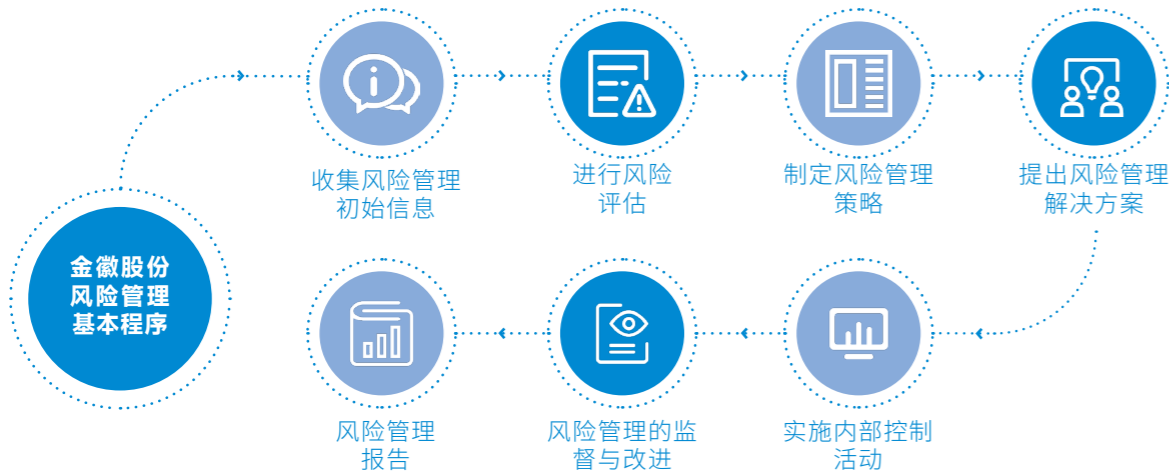 金徽股份
风险管理
基本程序
收集风险管理
初始信息
进行风险
评估
制定风险管理
策略
提出风险管理
解决方案
实施内部控制
活动
风险管理的监
督与改进
风险管理
报告